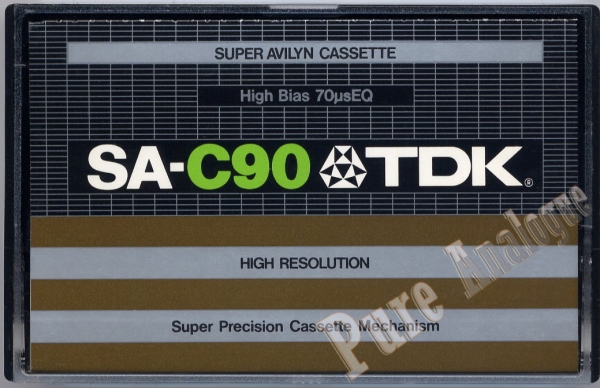 SUPER AVILYN CASSETTE
High Bias 70µsEQ
SA-C90 TDK®
HIGH RESOLUTION
Super Precision Cassette Mechanism
Pure Analogue